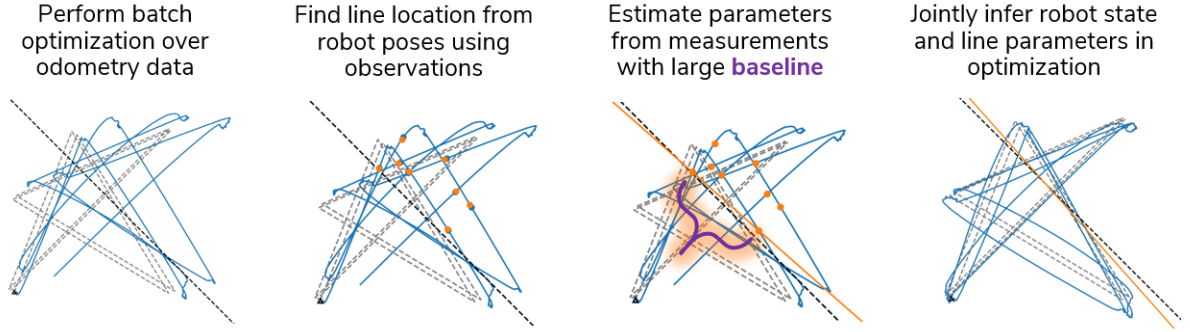 Perform batch
optimization over
odometry data
Find line location from
robot poses using
observations
Estimate parameters
from measurements
with large baseline
Jointly infer robot state
and line parameters in
optimization